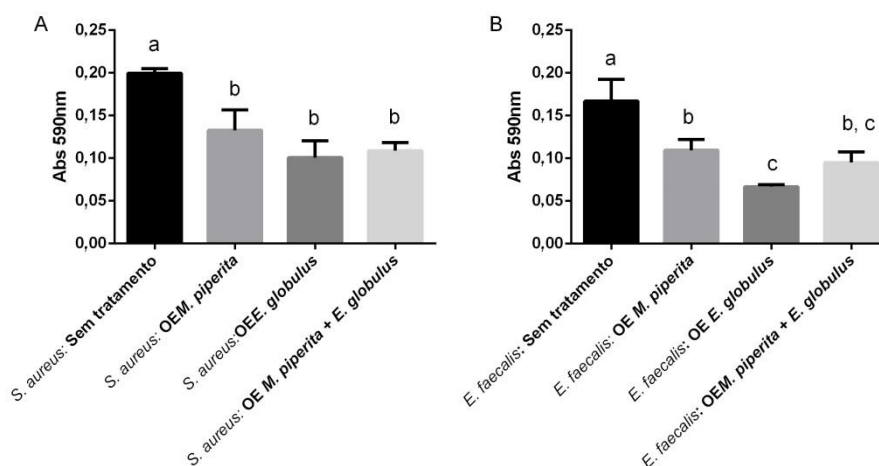 A
Abs 590nm
0,25
0,20
0,15
0,10
0,05
0,00
a
b
b
b
S. aureus: Sem tratamento
S. aureus: OEM. piperita
S. aureus:OEE. globulus
S. aureus: OE M. piperita + E. globulus
B
Abs 590nm
0,25
0,20
0,15
0,10
0,05
0,00
a
b
c
b, c
E. faecalis: Sem tratamento
E. faecalis: OE M. piperita
E. faecalis: OE E. globulus
E. faecalis: OEM. piperita + E. globulus